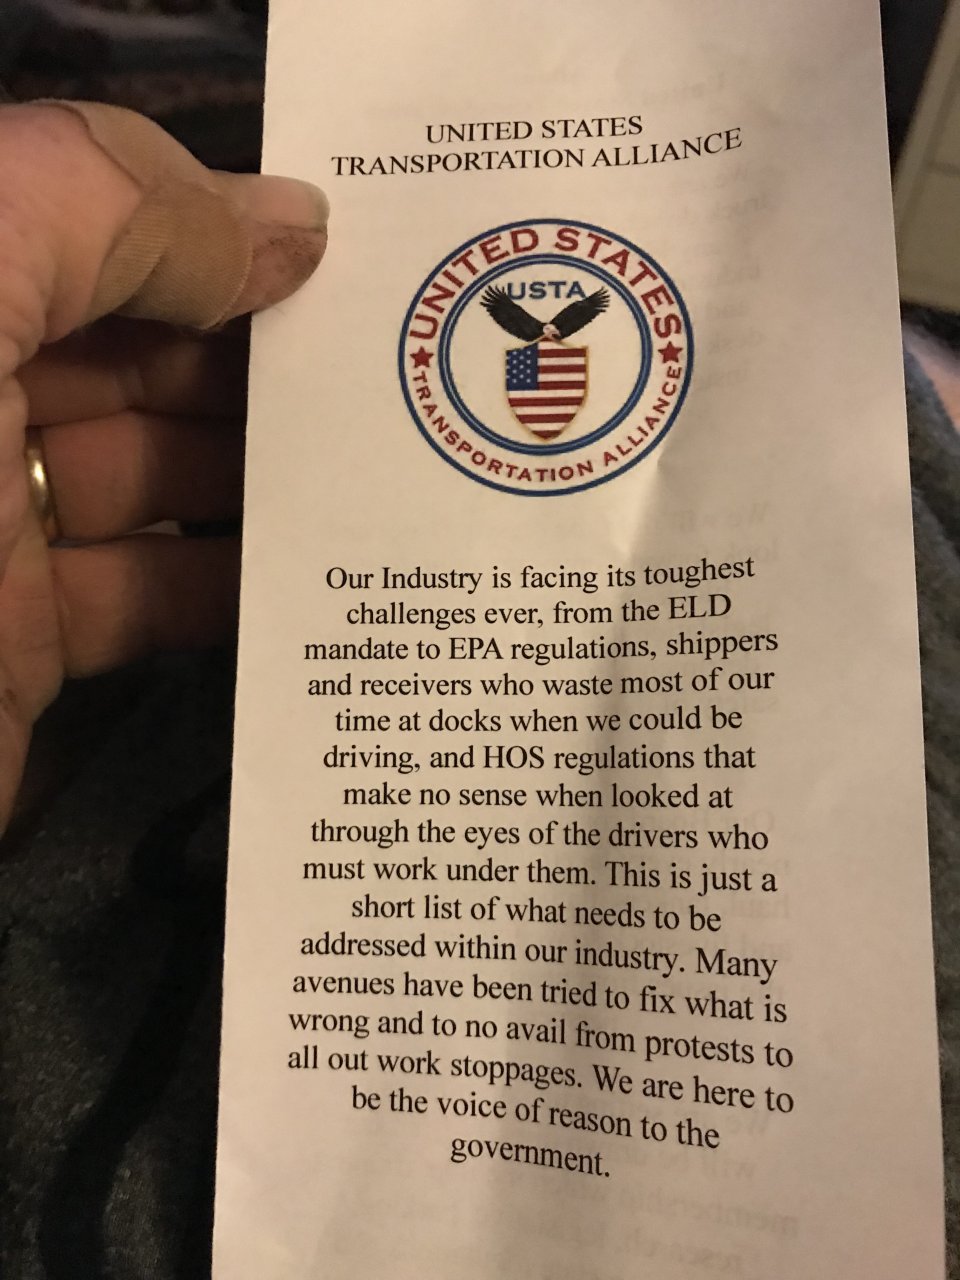 UNITED STATES
TRANSPORTATION ALLIANCE
UNITED STATES
USTA
TRANSPORTATION ALLIANCE
Our Industry is facing its toughest
challenges ever, from the ELD
mandate to EPA regulations, shippers
and receivers who waste most of our
time at docks when we could be
driving, and HOS regulations that
make no sense when looked at
through the eyes of the drivers who
must work under them. This is just a
short list of what needs to be
addressed within our industry. Many
avenues have been tried to fix what is
wrong and to no avail from protests to
all out work stoppages. We are here to
be the voice of reason to the
government.